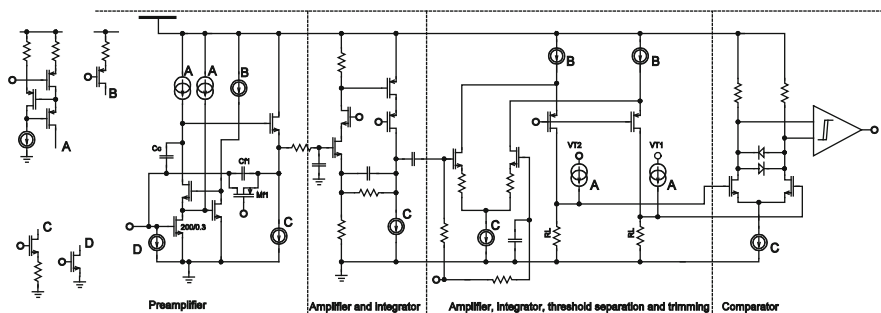 A
B
C
D
A
A
B
Cc
Cf1
Mf1
200/0.3
D
C
C
B
B
VT2
VT1
A
A
C
RL
RL
C
Preamplifier
Amplifier and integrator
Amplifier, integrator, threshold separation and trimming
Comparator